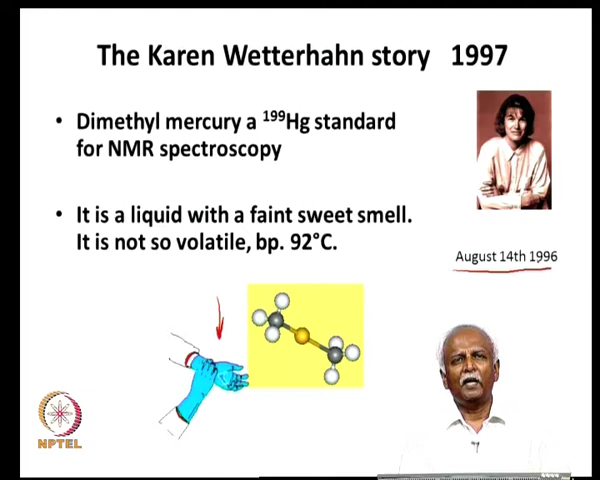 The Karen Wetterhahn story 1997
• Dimethyl mercury a ¹⁹⁹Hg standard
for NMR spectroscopy
• It is a liquid with a faint sweet smell.
It is not so volatile, bp. 92°C.
August 14th 1996
NPTEL